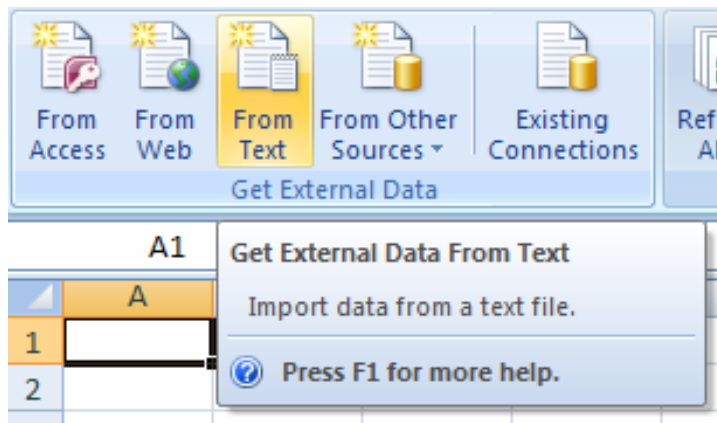 From Access
From Web
From Text
From Other Sources
Existing Connections
Ref
A
Get External Data
A1
Get External Data From Text
A
Import data from a text file.
1
Press F1 for more help.
2